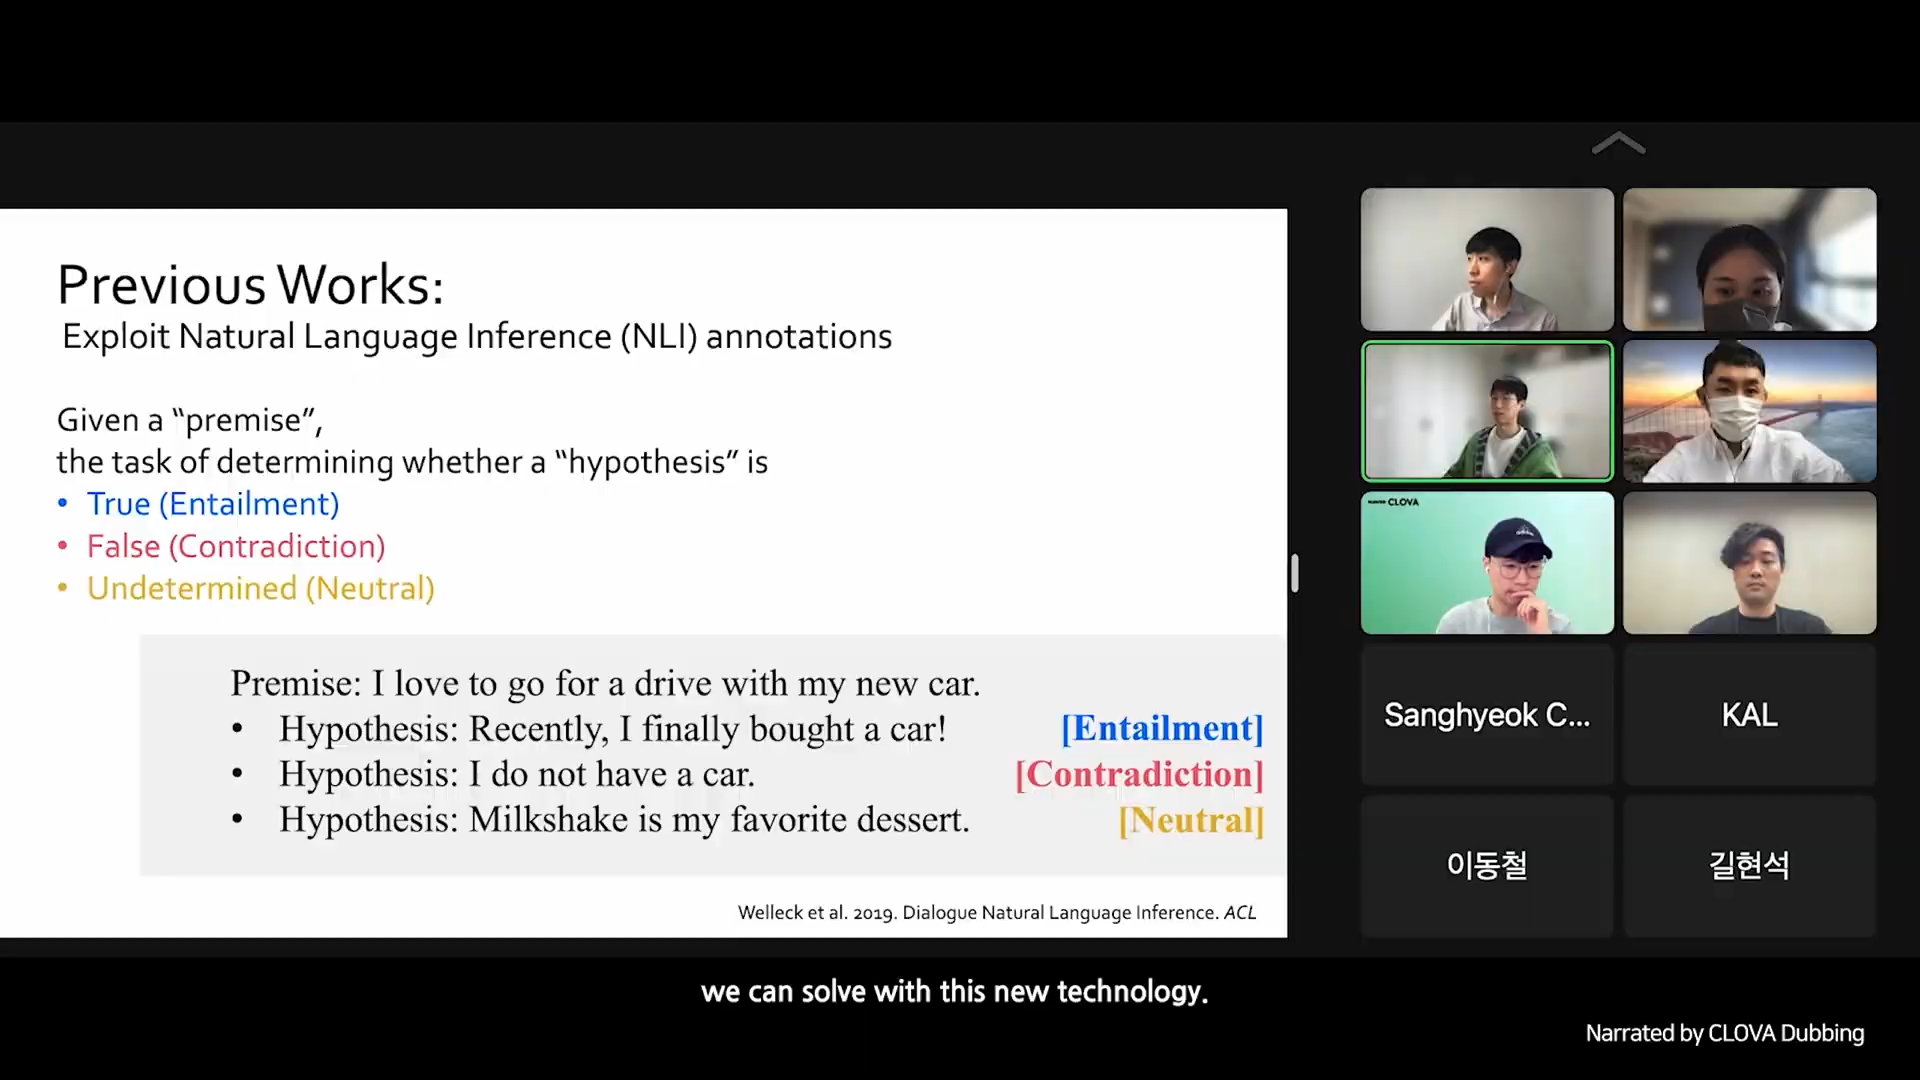 Previous Works:
Exploit Natural Language Inference (NLI) annotations
Given a “premise”,
the task of determining whether a “hypothesis” is
• True (Entailment)
• False (Contradiction)
• Undetermined (Neutral)
Premise: I love to go for a drive with my new car.
• Hypothesis: Recently, I finally bought a car! [Entailment]
• Hypothesis: I do not have a car. [Contradiction]
• Hypothesis: Milkshake is my favorite dessert. [Neutral]
Welleck et al. 2019. Dialogue Natural Language Inference. ACL
CLOVA
Sanghyeok C...
KAL
이동철
길현석
we can solve with this new technology.
Narrated by CLOVA Dubbing